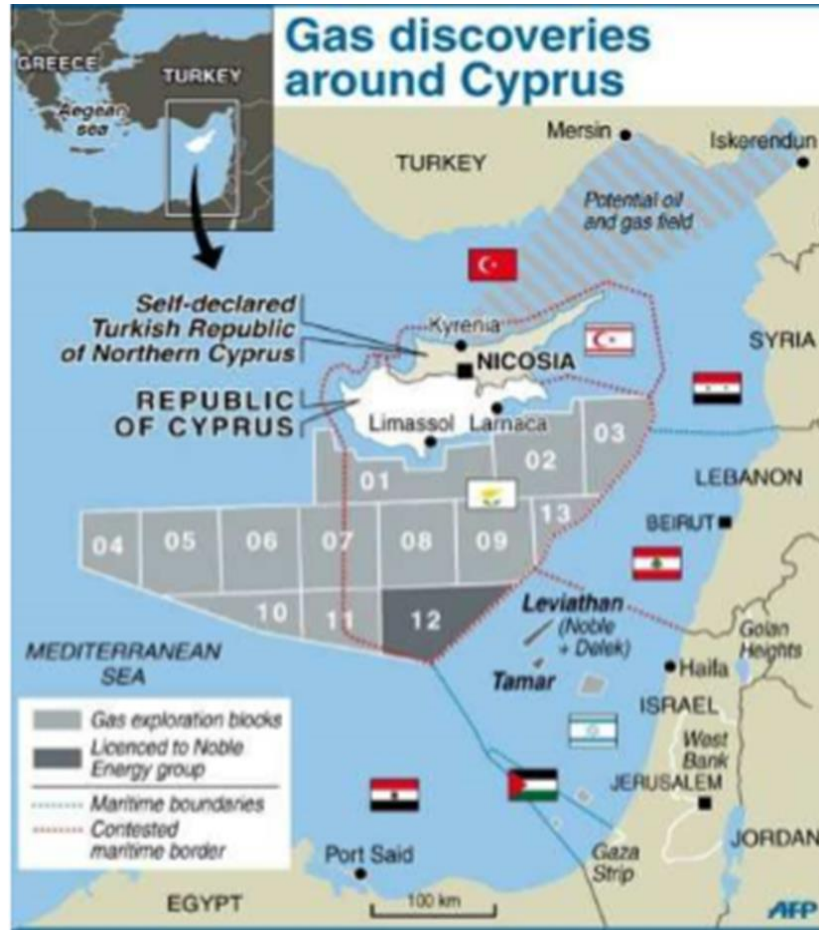 Gas discoveries
around Cyprus
GREECE
TURKEY
Aegean
sea
Mersin
Iskerendun
TURKEY
Potential oil
and gas field
Self-declared
Turkish Republic
of Northern Cyprus
Kyrenia
NICOSIA
SYRIA
REPUBLIC
OF CYPRUS
Limassol
Larnaca
03
02
01
LEBANON
13
BEIRUT
04
05
06
07
08
09
10
11
12
Leviathan
(Noble
+ Delek)
Golan
Heights
MEDITERRANEAN
SEA
Tamar
Haifa
ISRAEL
Gas exploration blocks
Licenced to Noble
Energy group
West
Bank
JERUSALEM
Maritime boundaries
Contested
maritime border
Port Said
Gaza
Strip
JORDAN
EGYPT
100 km
AFP